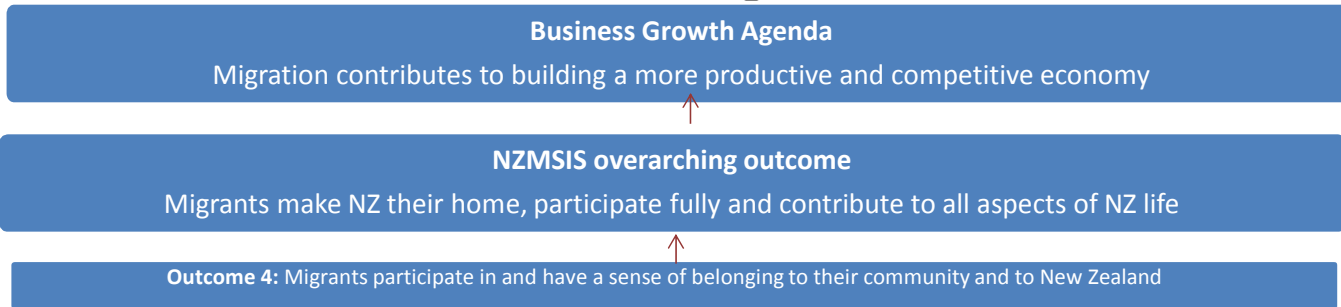 Business Growth Agenda
Migration contributes to building a more productive and competitive economy
NZMSIS overarching outcome
Migrants make NZ their home, participate fully and contribute to all aspects of NZ life
Outcome 4: Migrants participate in and have a sense of belonging to their community and to New Zealand